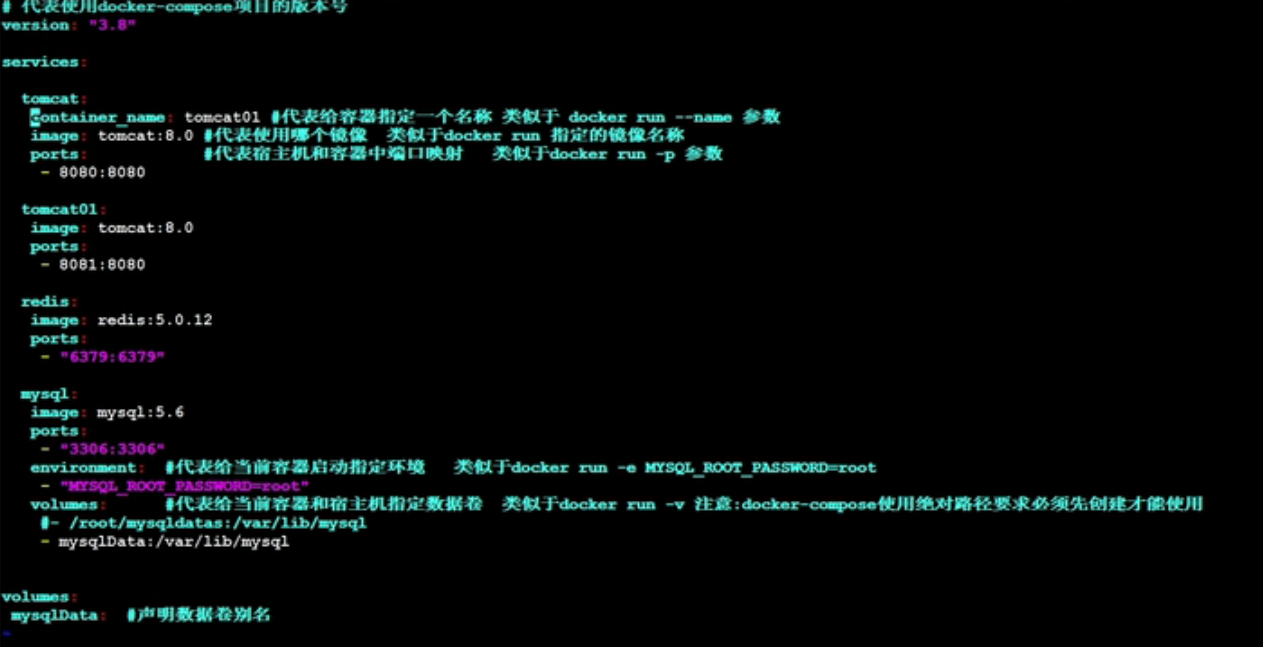 # 代表使用docker-compose项目的版本号
version: "3.8"
services:
tomcat:
container_name: tomcat01 #代表给容器指定一个名称 类似于 docker run --name 参数
image: tomcat:8.0 #代表使用哪个镜像 类似于docker run 指定的镜像名称
ports: #代表宿主机和容器中端口映射 类似于docker run -p 参数
- 8080:8080
tomcat01:
image: tomcat:8.0
ports:
- 8081:8080
redis:
image: redis:5.0.12
ports:
- "6379:6379"
mysql:
image: mysql:5.6
ports:
- "3306:3306"
environment: #代表给当前容器启动指定环境 类似于docker run -e MYSQL_ROOT_PASSWORD=root
- "MYSQL_ROOT_PASSWORD=root"
volumes: #代表给当前容器和宿主机指定数据卷 类似于docker run -v 注意:docker-compose使用绝对路径要求必须先创建才能使用
#- /root/mysqldatas:/var/lib/mysql
- mysqlData:/var/lib/mysql
volumes:
mysqlData: #声明数据卷别名
~